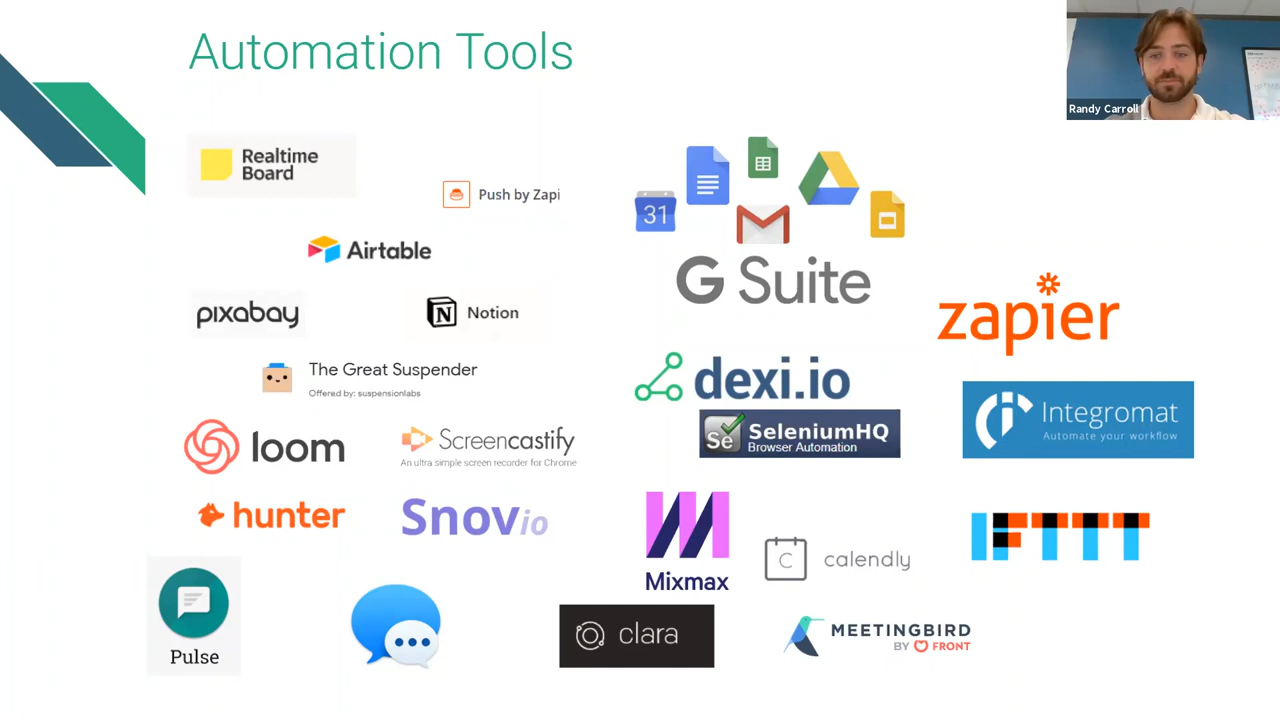 Automation Tools
Randy Carroll
Realtime
Board
Push by Zapi
31
Airtable
G Suite
zapier
pixabay
N Notion
The Great Suspender
Offered by: suspensionlabs
dexi.io
Se SeleniumHQ
Browser Automation
Integromat
Automate your workflow
loom
Screencastify
An ultra simple screen recorder for Chrome
hunter
Snovio
Mixmax
C calendly
IFTTT
Pulse
clara
MEETINGBIRD
BY FRONT